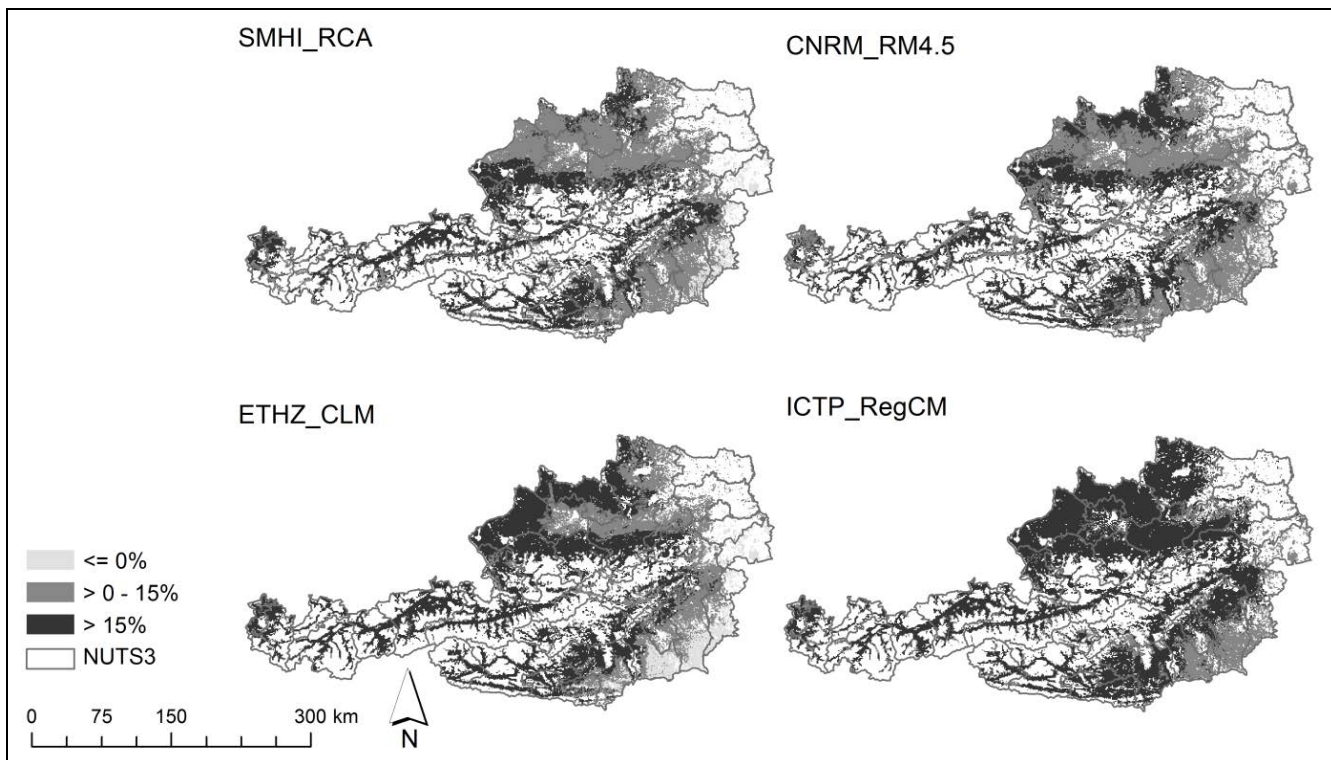 SMHI_RCA
CNRM_RM4.5
ETHZ_CLM
ICTP_RegCM
<= 0%
> 0 - 15%
> 15%
NUTS3
0 75 150 300 km
N